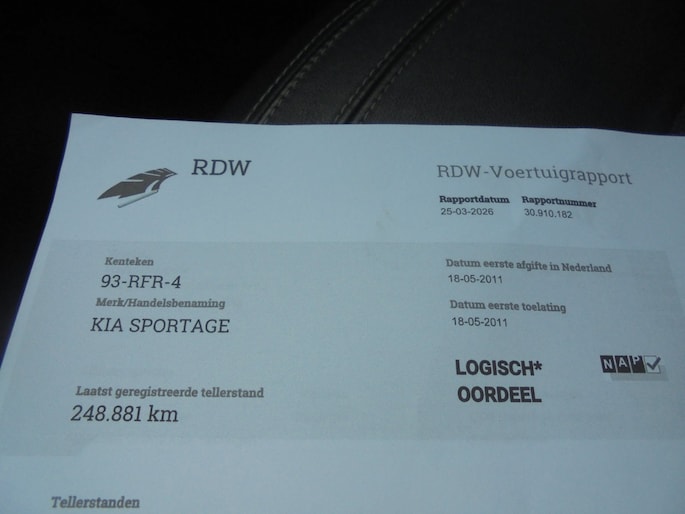 RDW
RDW-Voertuigrapport
Rapportdatum Rapportnummer
25-03-2026 30.910.182
Kenteken
93-RFR-4
Merk/Handelsbenaming
KIA SPORTAGE
Laatst geregistreerde tellerstand
248.881 km
Datum eerste afgifte in Nederland
18-05-2011
Datum eerste toelating
18-05-2011
LOGISCH*
OORDEEL
NAP
Tellerstanden